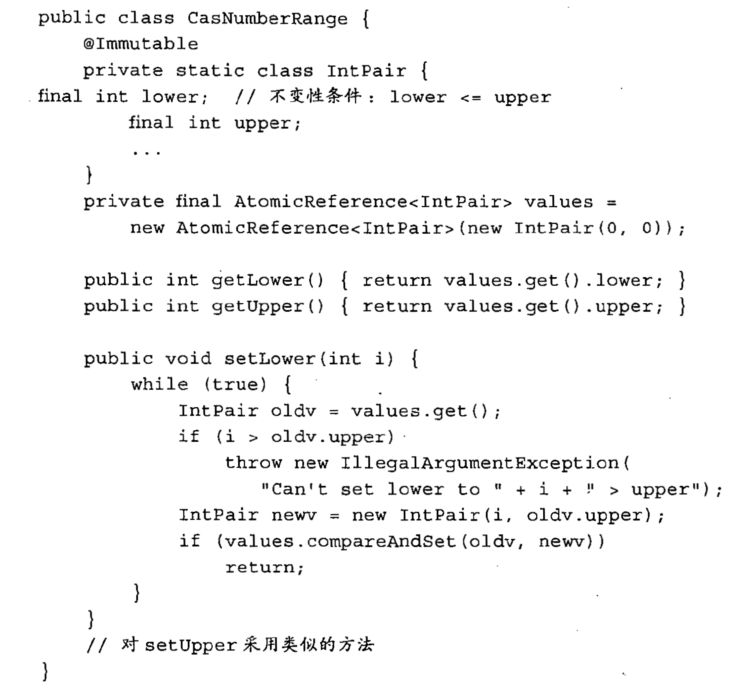 public class CasNumberRange {
    @Immutable
    private static class IntPair {
final int lower;  // 不变性条件: lower <= upper
        final int upper;
        ...
    }
    private final AtomicReference<IntPair> values =
        new AtomicReference<IntPair>(new IntPair(0, 0));

    public int getLower() { return values.get().lower; }
    public int getUpper() { return values.get().upper; }

    public void setLower(int i) {
        while (true) {
            IntPair oldv = values.get();
            if (i > oldv.upper)
                throw new IllegalArgumentException(
                   "Can't set lower to " + i + " > upper");
            IntPair newv = new IntPair(i, oldv.upper);
            if (values.compareAndSet(oldv, newv))
                return;
        }
    }
    // 对 setUpper 采用类似的方法
}